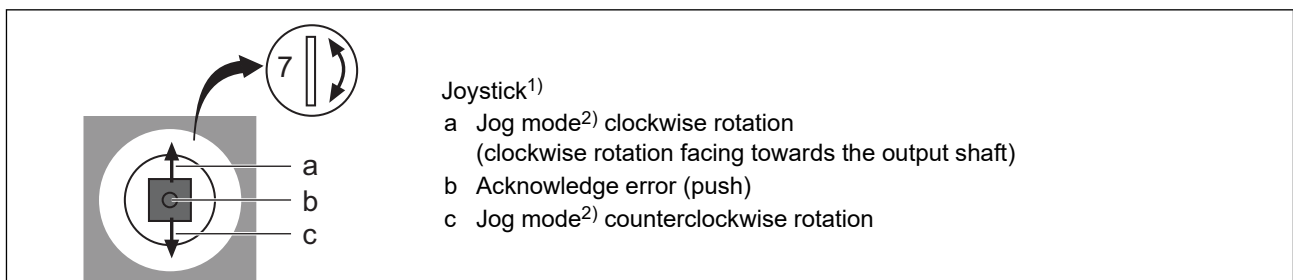 7
a
b
c
Joystick1)
a Jog mode2) clockwise rotation
(clockwise rotation facing towards the output shaft)
b Acknowledge error (push)
c Jog mode2) counterclockwise rotation